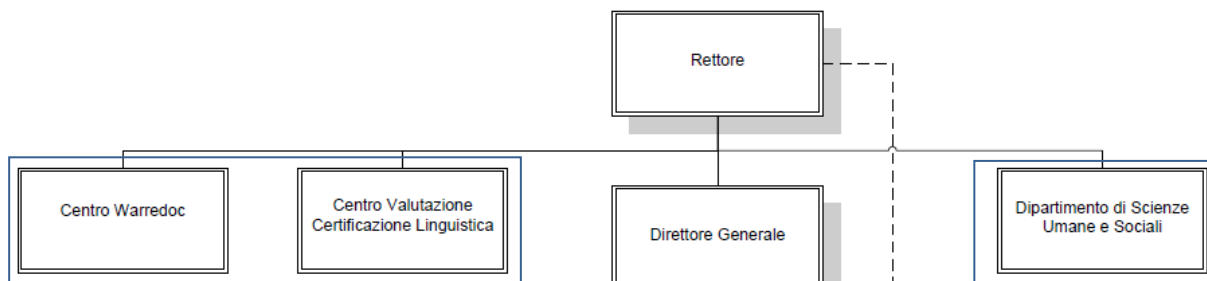 Rettore
Centro Warredoc
Centro Valutazione
Certificazione Linguistica
Direttore Generale
Dipartimento di Scienze
Umane e Sociali